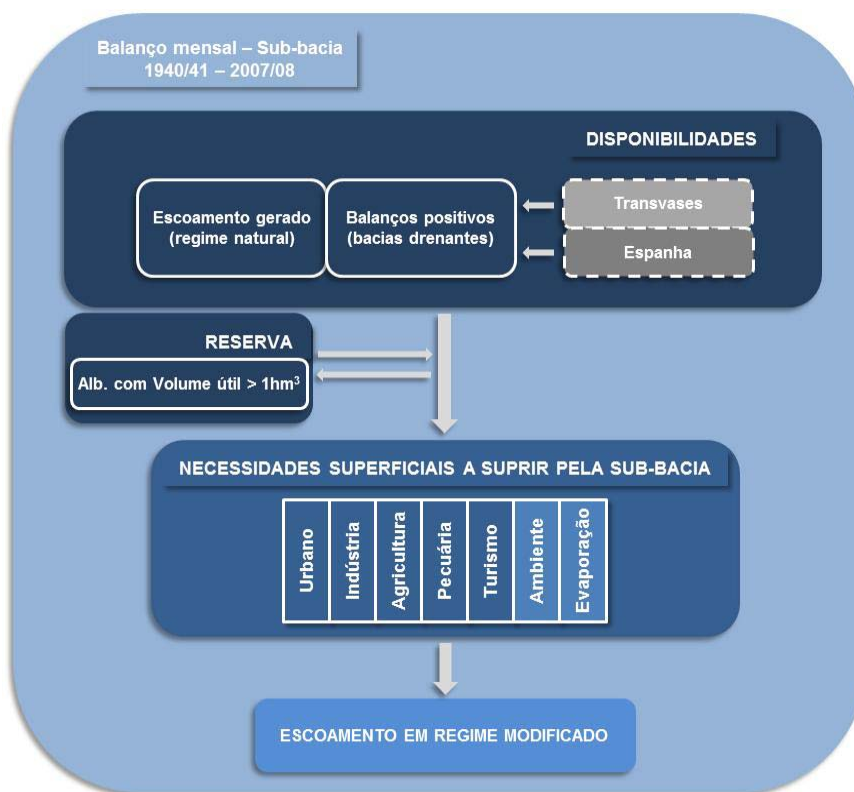 Balanço mensal – Sub-bacia
1940/41 – 2007/08
DISPONIBILIDADES
Escoamento gerado
(regime natural)
Balanços positivos
(bacias drenantes)
Transvases
Espanha
RESERVA
Alb. com Volume útil > 1hm³
NECESSIDADES SUPERFICIAIS A SUPRIR PELA SUB-BACIA
Urbano
Indústria
Agricultura
Pecuária
Turismo
Ambiente
Evaporação
ESCOAMENTO EM REGIME MODIFICADO